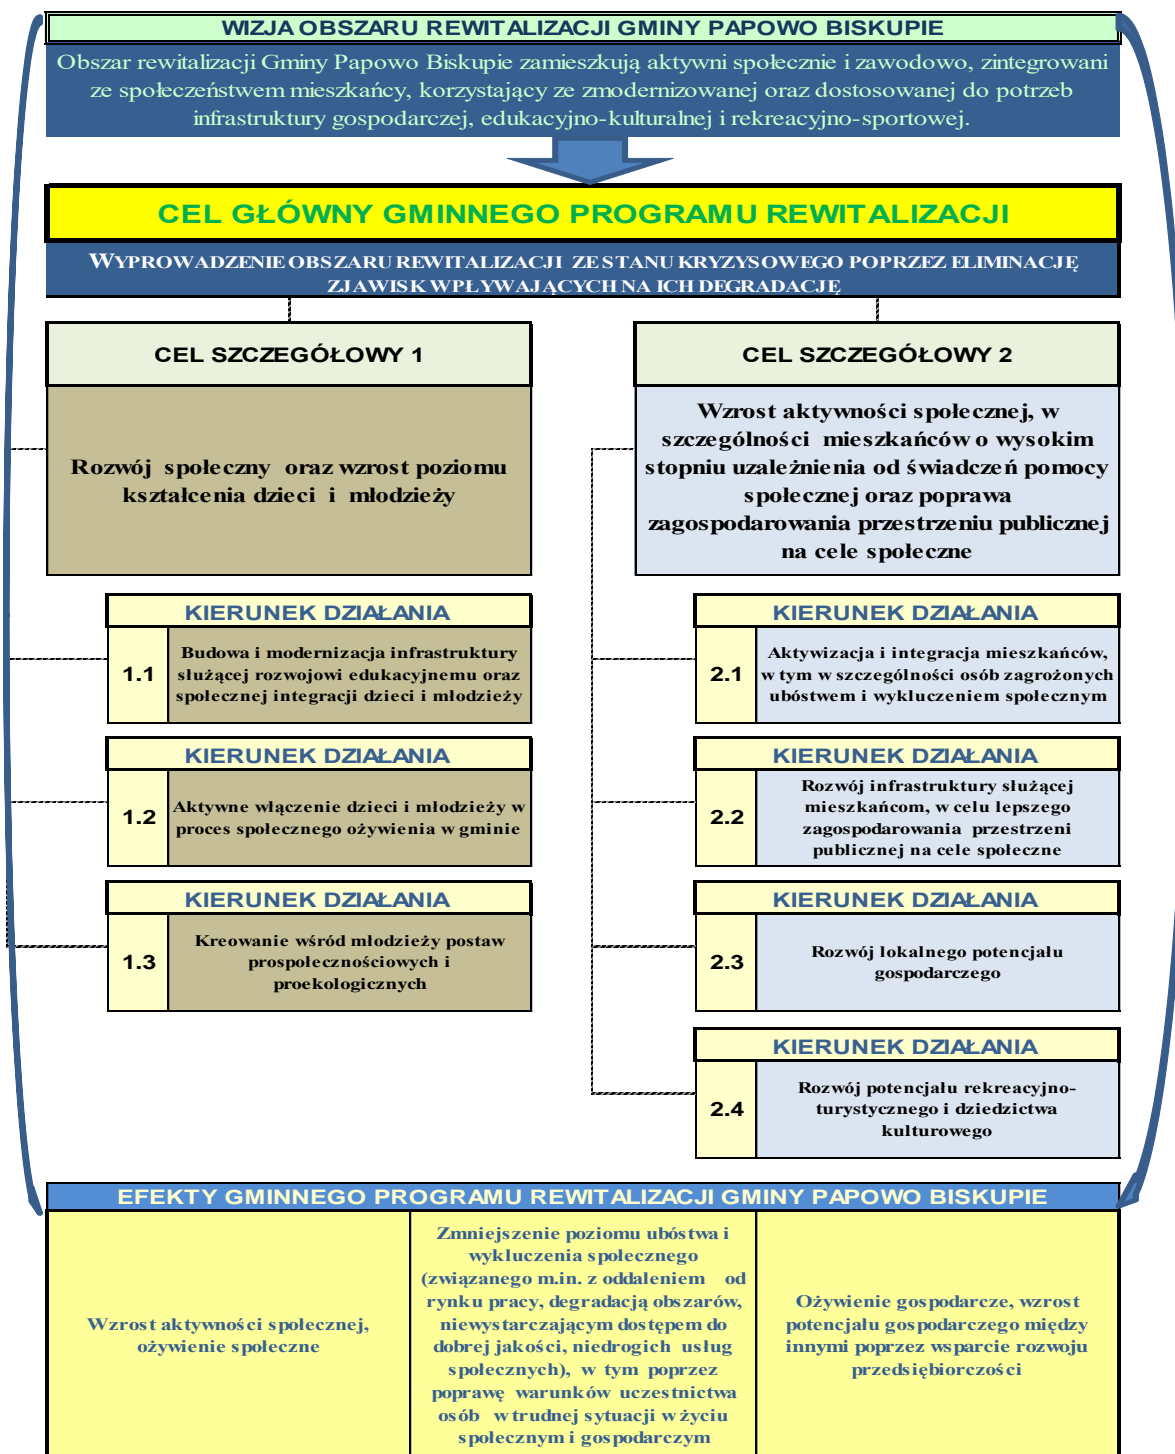 WIZJA OBSZARU REWITALIZACJI GMINY PAPOWO BISKUPIE
Obszar rewitalizacji Gminy Papowo Biskupie zamieszkują aktywni społecznie i zawodowo, zintegrowani
ze społeczeństwem mieszkańcy, korzystający ze zmodernizowanej oraz dostosowanej do potrzeb
infrastruktury gospodarczej, edukacyjno-kulturalnej i rekreacyjno-sportowej.
CEL GŁÓWNY GMINNEGO PROGRAMU REWITALIZACJI
WYPROWADZENIE OBSZARU REWITALIZACJI ZE STANU KRYZYSOWEGO POPRZEZ ELIMINACJĘ
ZJAWISK WPŁYWAJĄCYCH NA ICH DEGRADACJĘ
CEL SZCZEGÓŁOWY 1
Rozwój społeczny oraz wzrost poziomu
kształcenia dzieci i młodzieży
KIERUNEK DZIAŁANIA
1.1
Budowa i modernizacja infrastruktury
służącej rozwojowi edukacyjnemu oraz
społecznej integracji dzieci i młodzieży
KIERUNEK DZIAŁANIA
1.2
Aktywne włączenie dzieci i młodzieży w
proces społecznego ożywienia w gminie
KIERUNEK DZIAŁANIA
1.3
Kreowanie wśród młodzieży postaw
prospołecznościowych i
proekologicznych
CEL SZCZEGÓŁOWY 2
Wzrost aktywności społecznej, w
szczególności mieszkańców o wysokim
stopniu uzależnienia od świadczeń pomocy
społecznej oraz poprawa
zagospodarowania przestrzeniu publicznej
na cele społeczne
KIERUNEK DZIAŁANIA
2.1
Aktywizacja i integracja mieszkańców,
w tym w szczególności osób zagrożonych
ubóstwem i wykluczeniem społecznym
KIERUNEK DZIAŁANIA
2.2
Rozwój infrastruktury służącej
mieszkańcom, w celu lepszego
zagospodarowania przestrzeni
publicznej na cele społeczne
KIERUNEK DZIAŁANIA
2.3
Rozwój lokalnego potencjału
gospodarczego
KIERUNEK DZIAŁANIA
2.4
Rozwój potencjału rekreacyjno-
turystycznego i dziedzictwa
kulturowego
EFEKTY GMINNEGO PROGRAMU REWITALIZACJI GMINY PAPOWO BISKUPIE
Wzrost aktywności społecznej,
ożywienie społeczne
Zmniejszenie poziomu ubóstwa i
wykluczenia społecznego
(związanego m.in. z oddaleniem od
rynku pracy, degradacją obszarów,
niewystarczającym dostępem do
dobrej jakości, niedrogich usług
społecznych), w tym poprzez
poprawę warunków uczestnictwa
osób w trudnej sytuacji w życiu
społecznym i gospodarczym
Ożywienie gospodarcze, wzrost
potencjału gospodarczego między
innymi poprzez wsparcie rozwoju
przedsiębiorczości